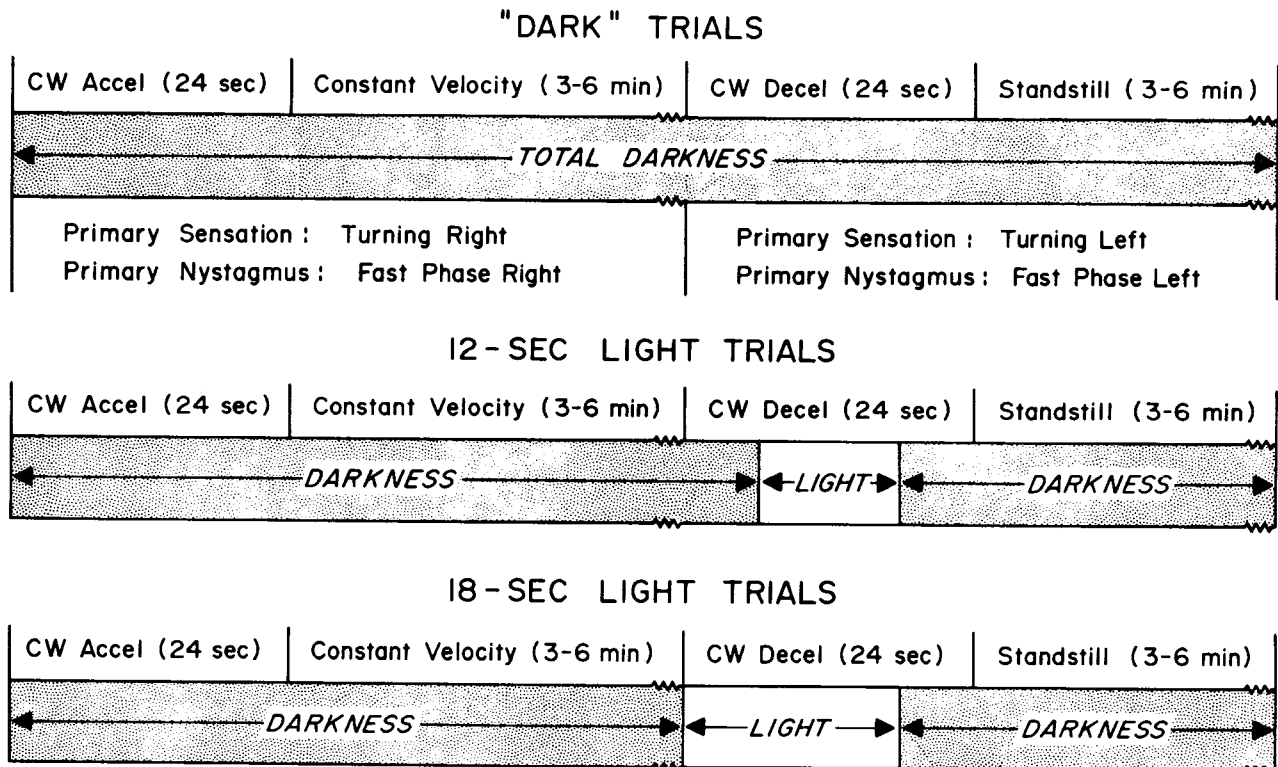 "DARK" TRIALS
CW Accel (24 sec) Constant Velocity (3-6 min) CW Decel (24 sec) Standstill (3-6 min)
TOTAL DARKNESS
Primary Sensation: Turning Right Primary Sensation: Turning Left
Primary Nystagmus: Fast Phase Right Primary Nystagmus: Fast Phase Left
12-SEC LIGHT TRIALS
CW Accel (24 sec) Constant Velocity (3-6 min) CW Decel (24 sec) Standstill (3-6 min)
DARKNESS LIGHT DARKNESS
18-SEC LIGHT TRIALS
CW Accel (24 sec) Constant Velocity (3-6 min) CW Decel (24 sec) Standstill (3-6 min)
DARKNESS LIGHT DARKNESS